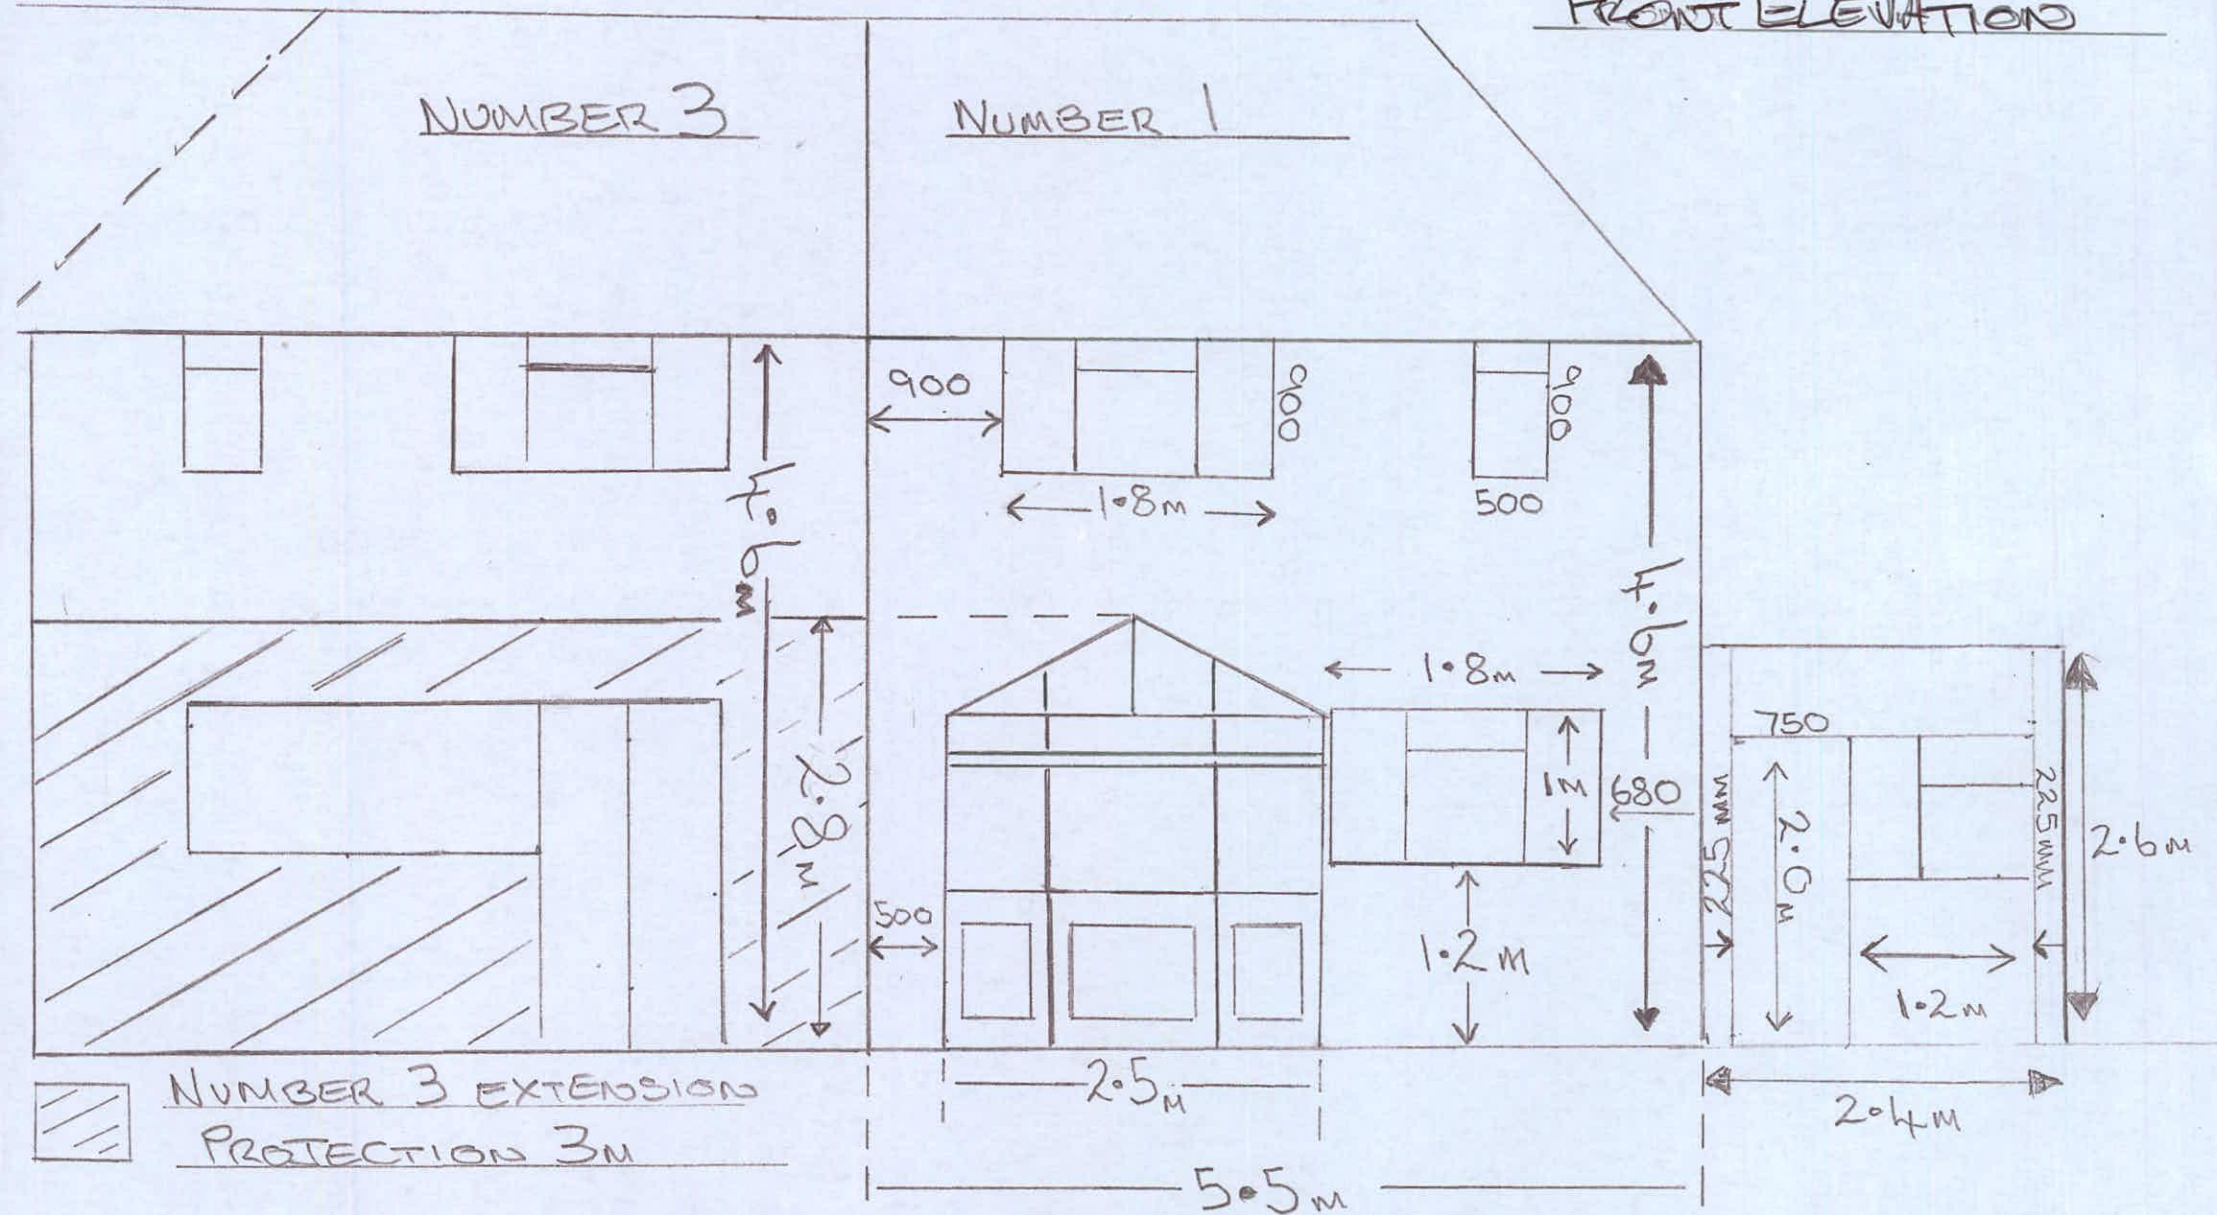 FRONT ELEVATION
NUMBER 3
NUMBER 1
900
900
900
1.8M
500
4.6M
4.6M
1.8M
750
2.8M
1M
680
225MM
2.0M
225MM
2.6M
500
1.2M
1.2M
2.5M
2.4M
NUMBER 3 EXTENSION
PROTECTION 3M
5.5M